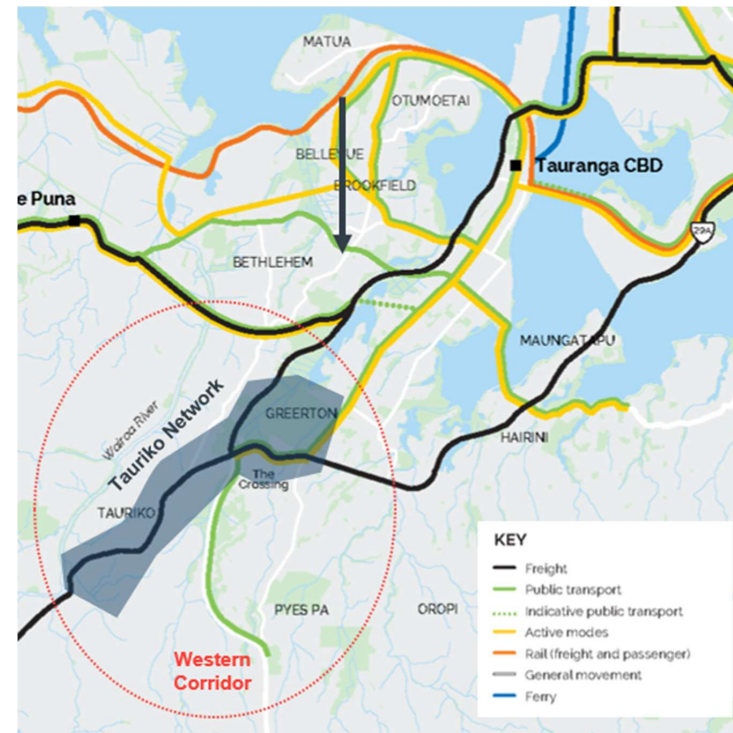 MATUA
OTUMOETAI
BELLEVUE
BROOKFIELD
Tauranga CBD
e Puna
29A
BETHLEHEM
MAUNGATAPU
Wairoa River
Tauriko Network
GREERTON
HAIRINI
The
Crossing
TAURIKO
KEY
Freight
Public transport
Indicative public transport
Active modes
Rail (freight and passenger)
General movement
Ferry
PYES PA
OROPI
Western
Corridor